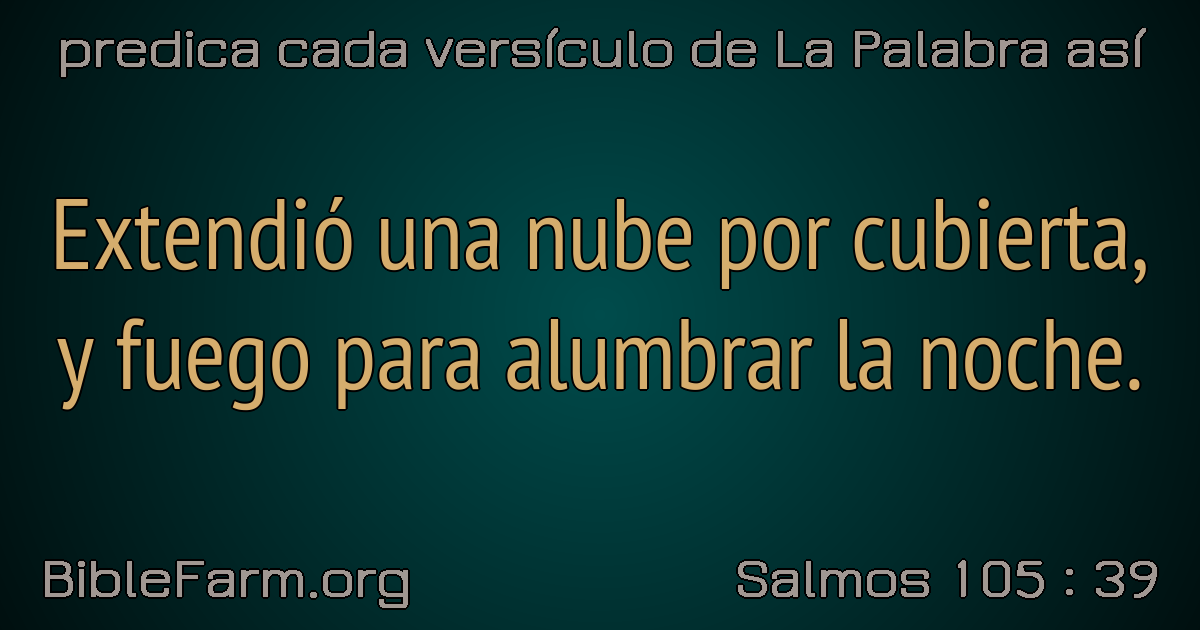 predica cada versículo de La Palabra así
Extendió una nube por cubierta,
y fuego para alumbrar la noche.
BibleFarm.org
Salmos 105 : 39